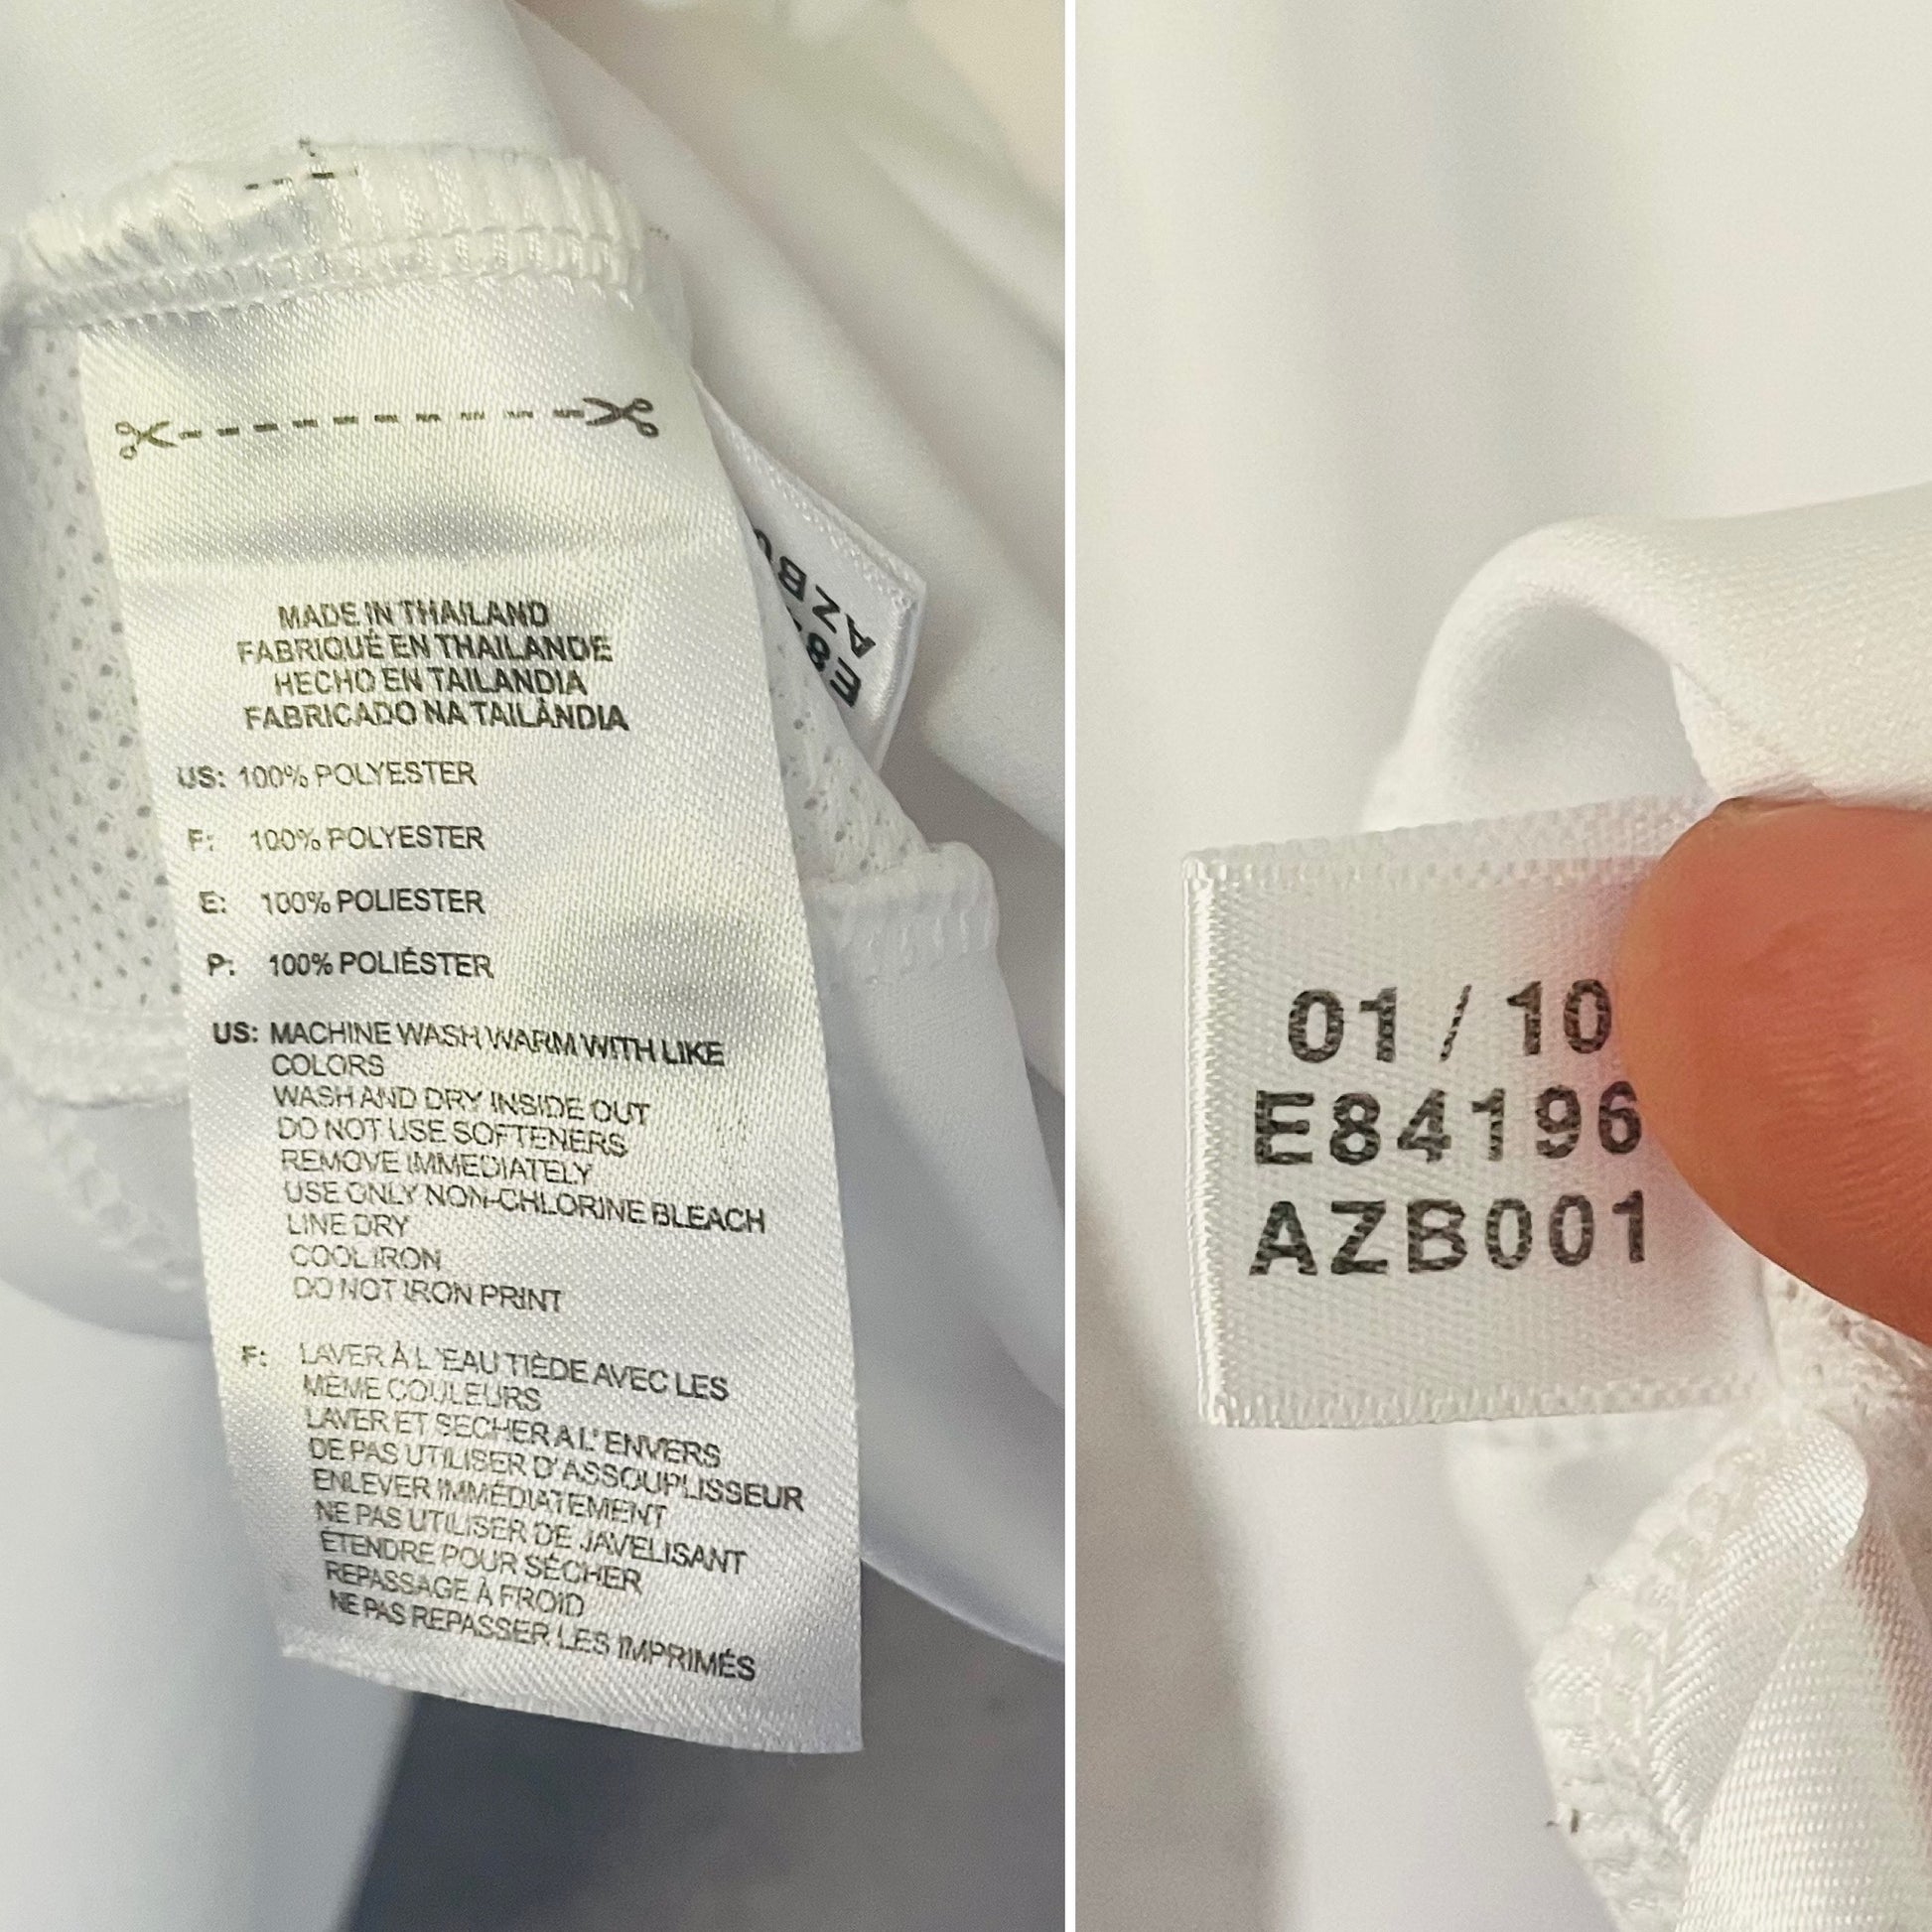 MADE IN THAILAND
FABRIQUÉ EN THAILANDE
HECHO EN TAILANDIA
FABRICADO NA TAILÂNDIA
US: 100% POLYESTER
F: 100% POLYESTER
E: 100% POLIESTER
P: 100% POLIÉSTER
US: MACHINE WASH WARM WITH LIKE
COLORS
WASH AND DRY INSIDE OUT
DO NOT USE SOFTENERS
REMOVE IMMEDIATELY
USE ONLY NON-CHLORINE BLEACH
LINE DRY
COOL IRON
DO NOT IRON PRINT
F: LAVER À L'EAU TIÈDE AVEC LES
MÊME COULEURS
LAVER ET SECHER A L'ENVERS
DE PAS UTILISER D'ASSOUPLISSEUR
ENLEVER IMMÉDIATEMENT
NE PAS UTILISER DE JAVELISANT
ÉTENDRE POUR SÉCHER
REPASSAGE À FROID
NE PAS REPASSER LES IMPRIMÉS
01 / 10
E84196
AZB001